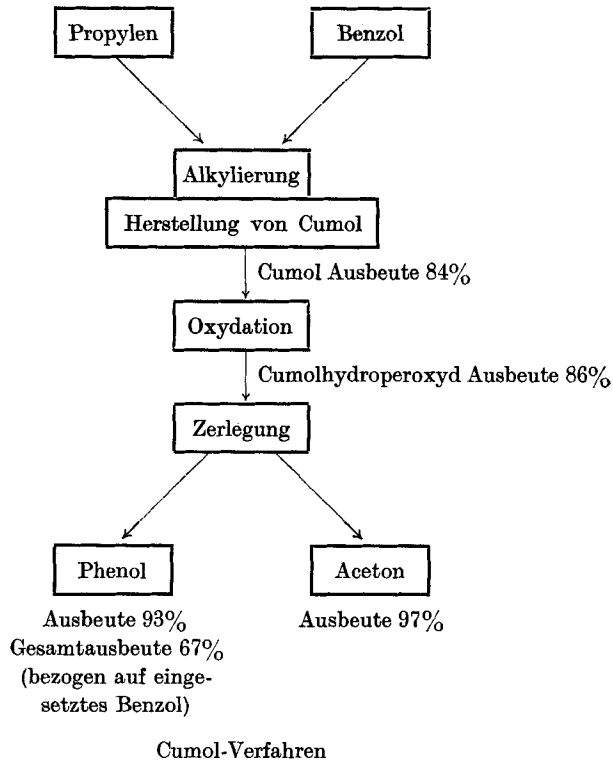 Propylen
Benzol
Alkylierung
Herstellung von Cumol
Cumol Ausbeute 84%
Oxydation
Cumolhydroperoxyd Ausbeute 86%
Zerlegung
Phenol
Aceton
Ausbeute 93%
Ausbeute 97%
Gesamtausbeute 67%
(bezogen auf einge-
setztes Benzol)
Cumol-Verfahren